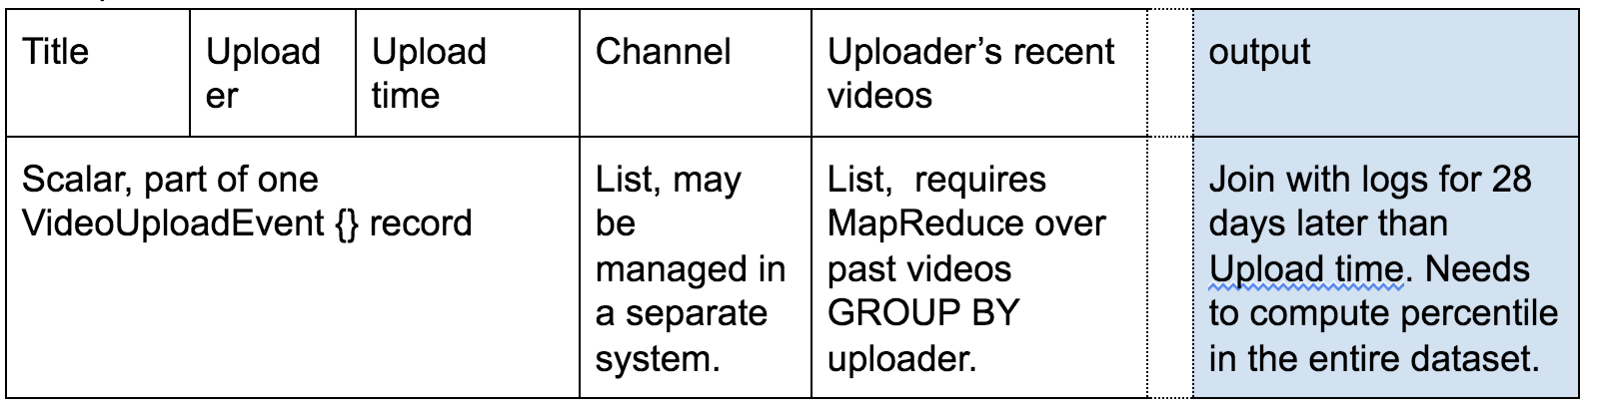 Title
Upload
er
Upload
time
Channel
Uploader’s recent
videos
output
Scalar, part of one
VideoUploadEvent {} record
List, may
be
managed in
a separate
system.
List,  requires
MapReduce over
past videos
GROUP BY
uploader.
Join with logs for 28
days later than
Upload time. Needs
to compute percentile
in the entire dataset.